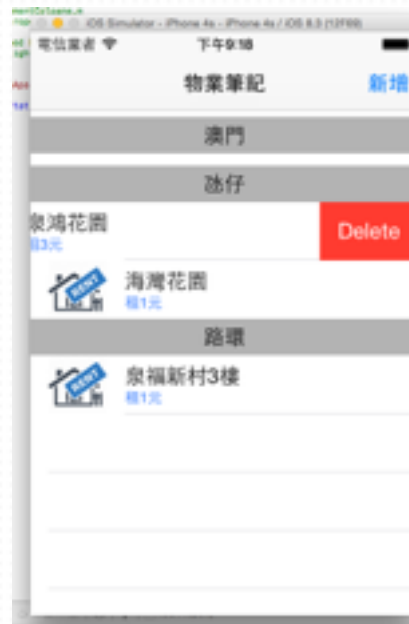 iOS Simulator - iPhone 4s - iPhone 4s / iOS 8.3 (12F69)
電信業者 下午9:18
物業筆記 新增
澳門
氹仔
泉鴻花園 Delete
租3元
RENT
海灣花園
租1元
路環
RENT
泉福新村3樓
租1元